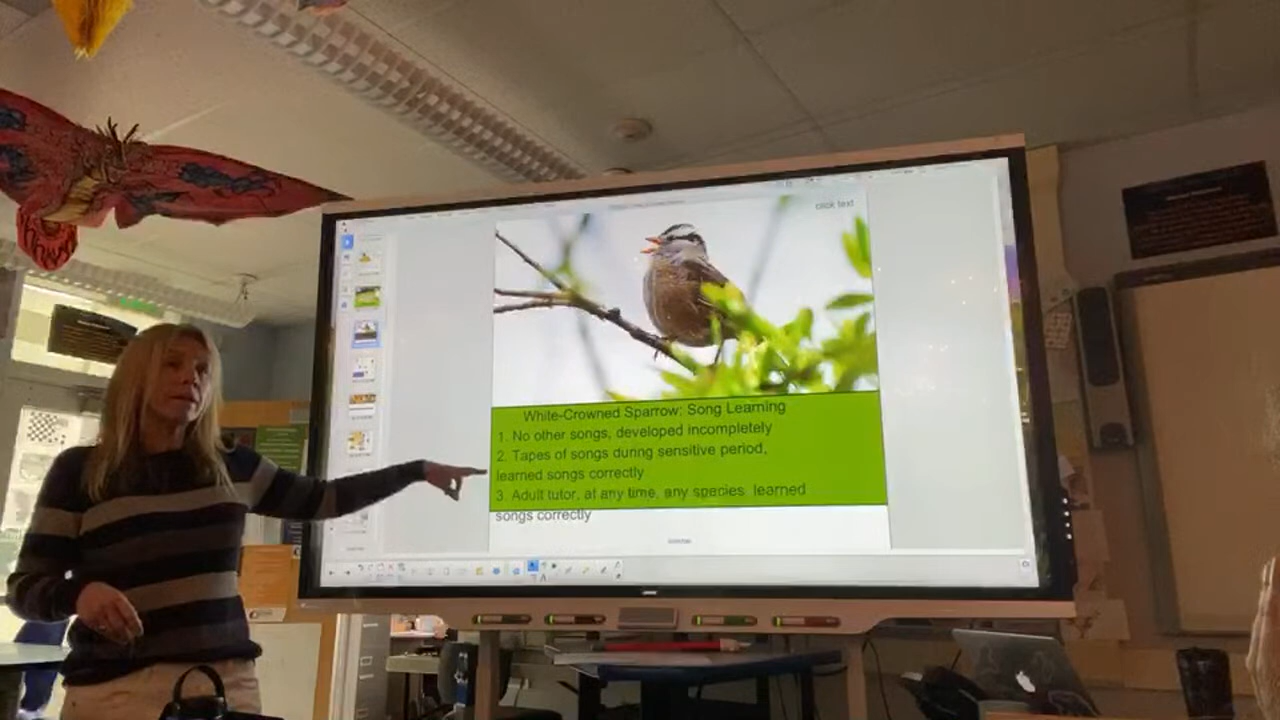 click text
White-Crowned Sparrow: Song Learning
1. No other songs, developed incompletely
2. Tapes of songs during sensitive period,
learned songs correctly
3. Adult tutor, at any time, any species learned
songs correctly